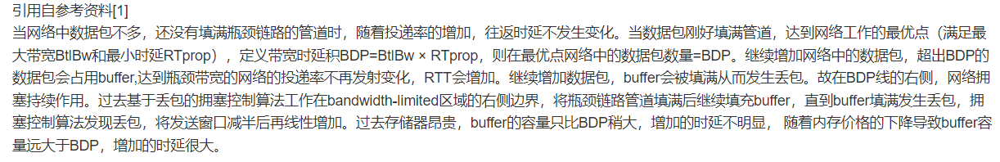 引用自参考资料[1]
当网络中数据包不多，还没有填满瓶颈链路的管道时，随着投递率的增加，往返时延不发生变化。当数据包刚好填满管道，达到网络工作的最优点（满足最
大带宽BtlBw和最小时延RTprop），定义带宽时延积BDP=BtlBw × RTprop，则在最优点网络中的数据包数量=BDP。继续增加网络中的数据包，超出BDP的
数据包会占用buffer,达到瓶颈带宽的网络的投递率不再发射变化，RTT会增加。继续增加数据包，buffer会被填满从而发生丢包。故在BDP线的右侧，网络拥
塞持续作用。过去基于丢包的拥塞控制算法工作在bandwidth-limited区域的右侧边界，将瓶颈链路管道填满后继续填充buffer，直到buffer填满发生丢包，拥
塞控制算法发现丢包，将发送窗口减半后再线性增加。过去存储器昂贵，buffer的容量只比BDP稍大，增加的时延不明显， 随着内存价格的下降导致buffer容
量远大于BDP，增加的时延很大。